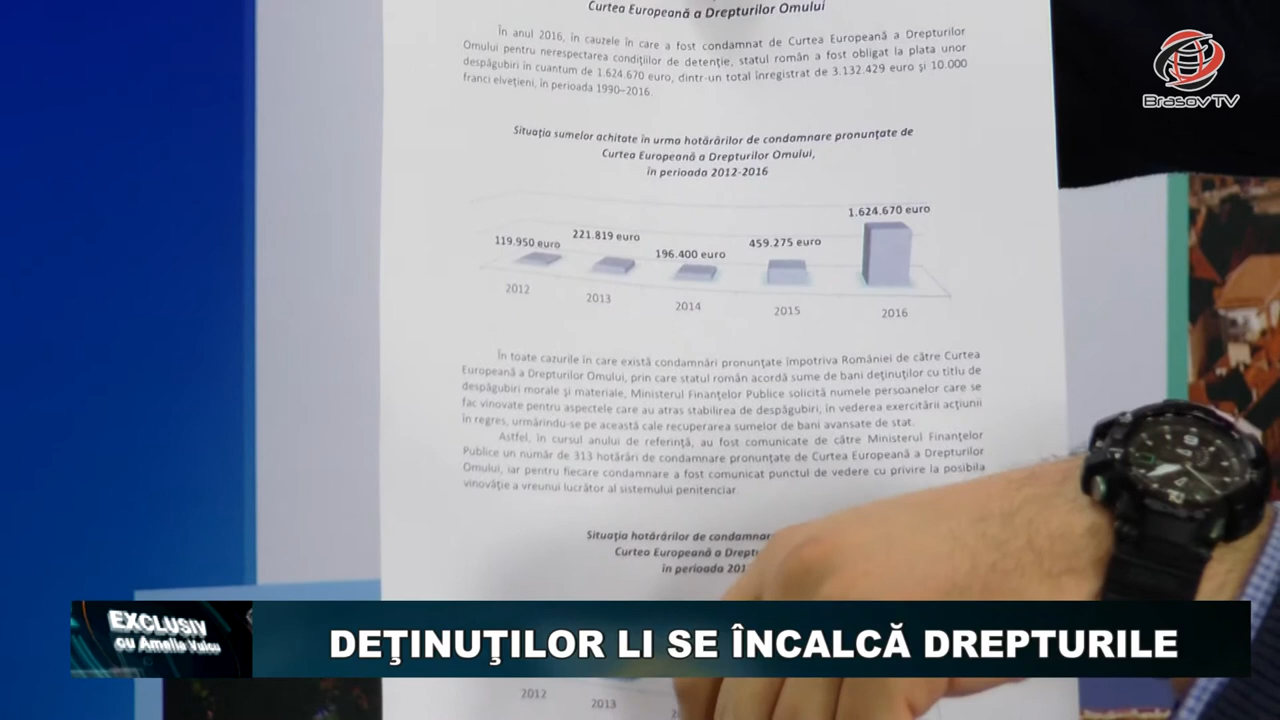 Curtea Europeană a Drepturilor Omului
În anul 2016, în cauzele în care a fost condamnat de Curtea Europeană a Drepturilor
Omului pentru nerespectarea condițiilor de detenție, statul român a fost obligat la plata unor
despăgubiri în cuantum de 1.624.670 euro, dintr-un total înregistrat de 3.132.429 euro și 10.000
franci elvețieni, în perioada 1990–2016.
BrasovTV
Situația sumelor achitate în urma hotărârilor de condamnare pronunțate de
Curtea Europeană a Drepturilor Omului,
în perioada 2012-2016
119.950 euro
221.819 euro
196.400 euro
459.275 euro
1.624.670 euro
2012
2013
2014
2015
2016
În toate cazurile în care există condamnări pronunțate împotriva României de către Curtea
Europeană a Drepturilor Omului, prin care statul român acordă sume de bani deținuților cu titlu de
despăgubiri morale și materiale, Ministerul Finanțelor Publice solicită numele persoanelor care se
fac vinovate pentru aspectele care au atras stabilirea de despăgubiri, în vederea exercitării acțiunii
în regres, urmărindu-se pe această cale recuperarea sumelor de bani avansate de stat.
Astfel, în cursul anului de referință, au fost comunicate de către Ministerul Finanțelor
Publice un număr de 313 hotărâri de condamnare pronunțate de Curtea Europeană a Drepturilor
Omului, iar pentru fiecare condamnare a fost comunicat punctul de vedere cu privire la posibila
vinovăție a vreunui lucrător al sistemului penitenciar.
Situația hotărârilor de condamnar
Curtea Europeană a Drept
în perioada 201
EXCLUSIV
cu Amelia Vulcu
DEŢINUŢILOR LI SE ÎNCALCĂ DREPTURILE
2012
2013